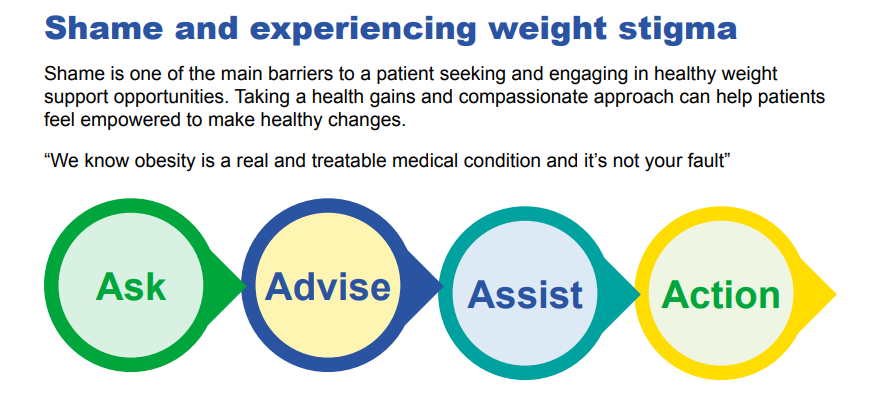 Shame and experiencing weight stigma
Shame is one of the main barriers to a patient seeking and engaging in healthy weight
support opportunities. Taking a health gains and compassionate approach can help patients
feel empowered to make healthy changes.
“We know obesity is a real and treatable medical condition and it’s not your fault”
Ask
Advise
Assist
Action